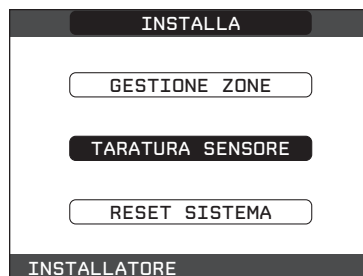 INSTALLA
GESTIONE ZONE
TARATURA SENSORE
RESET SISTEMA
INSTALLATORE